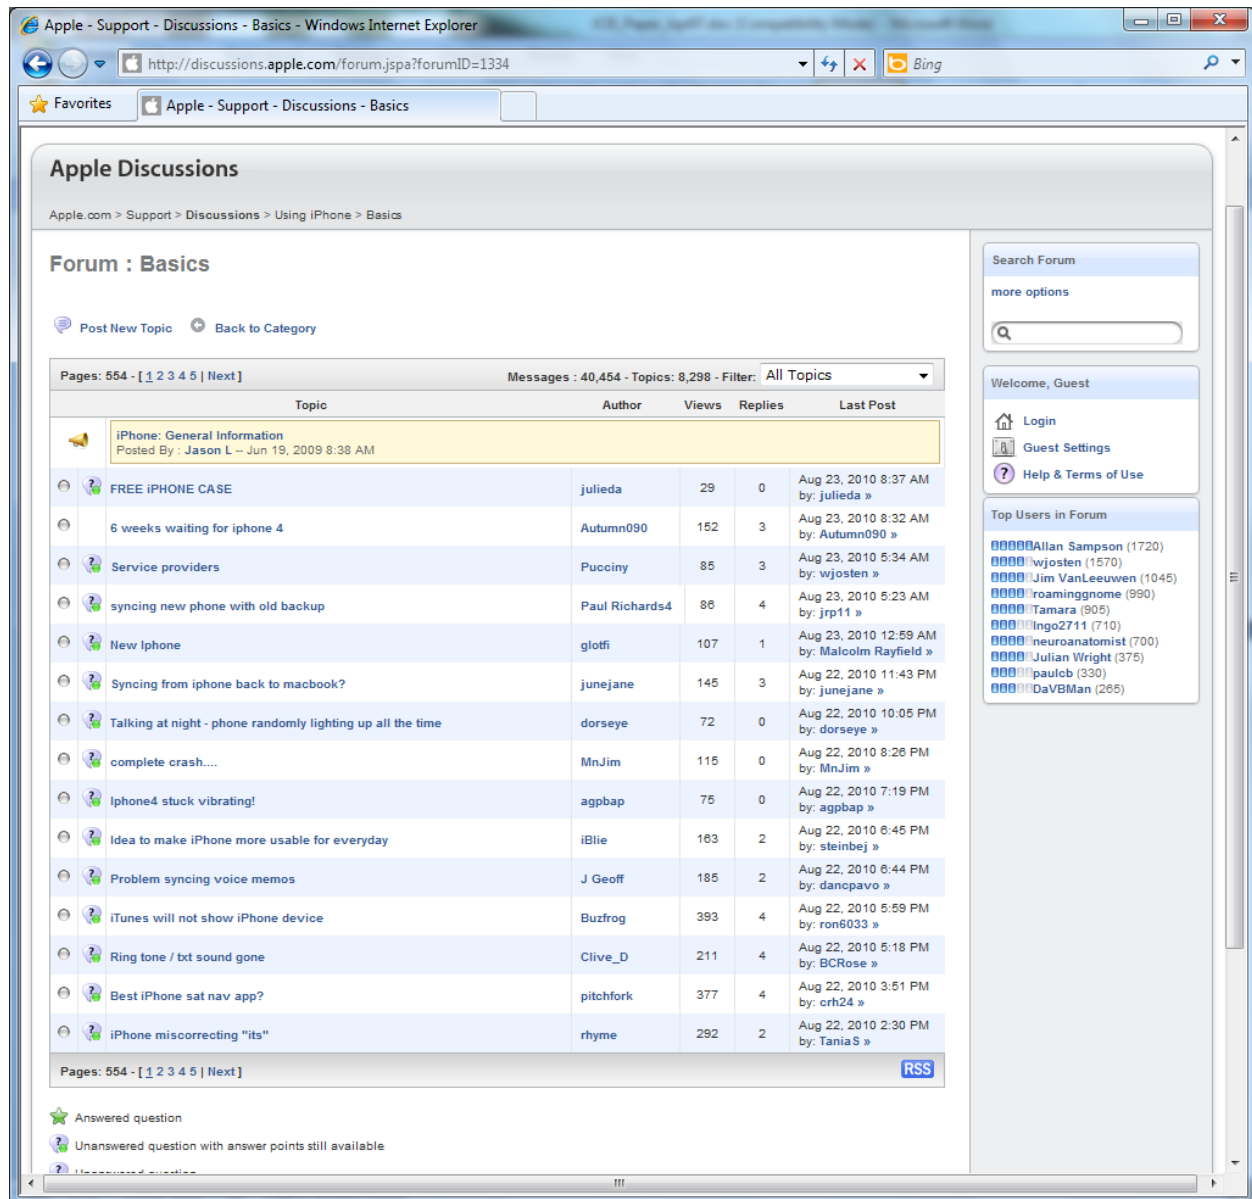 Apple - Support - Discussions - Basics - Windows Internet Explorer
http://discussions.apple.com/forum.jspa?forumID=1334
Bing
Favorites
Apple - Support - Discussions - Basics
Apple Discussions
Apple.com > Support > Discussions > Using iPhone > Basics
Forum : Basics
Post New Topic Back to Category
Pages: 554 - [ 1 2 3 4 5 | Next ] Messages : 40,454 - Topics: 8,298 - Filter: All Topics
Topic Author Views Replies Last Post
iPhone: General Information
Posted By : Jason L -- Jun 19, 2009 8:38 AM
FREE iPHONE CASE julieda 29 0 Aug 23, 2010 8:37 AM
by: julieda »
6 weeks waiting for iphone 4 Autumn090 152 3 Aug 23, 2010 8:32 AM
by: Autumn090 »
Service providers Pucciny 85 3 Aug 23, 2010 5:34 AM
by: wjosten »
syncing new phone with old backup Paul Richards4 86 4 Aug 23, 2010 5:23 AM
by: jrp11 »
New Iphone glotfi 107 1 Aug 23, 2010 12:59 AM
by: Malcolm Rayfield »
Syncing from iphone back to macbook? junejane 145 3 Aug 22, 2010 11:43 PM
by: junejane »
Talking at night - phone randomly lighting up all the time dorseye 72 0 Aug 22, 2010 10:05 PM
by: dorseye »
complete crash.... MnJim 115 0 Aug 22, 2010 8:26 PM
by: MnJim »
Iphone4 stuck vibrating! agpbap 75 0 Aug 22, 2010 7:19 PM
by: agpbap »
Idea to make iPhone more usable for everyday iBlie 163 2 Aug 22, 2010 6:45 PM
by: steinbej »
Problem syncing voice memos J Geoff 185 2 Aug 22, 2010 6:44 PM
by: dancpavo »
iTunes will not show iPhone device Buzfrog 393 4 Aug 22, 2010 5:59 PM
by: ron6033 »
Ring tone / txt sound gone Clive_D 211 4 Aug 22, 2010 5:18 PM
by: BCRose »
Best iPhone sat nav app? pitchfork 377 4 Aug 22, 2010 3:51 PM
by: crh24 »
iPhone miscorrecting "its" rhyme 292 2 Aug 22, 2010 2:30 PM
by: TaniaS »
Pages: 554 - [ 1 2 3 4 5 | Next ] RSS
Answered question
Unanswered question with answer points still available
Search Forum
more options
Welcome, Guest
Login
Guest Settings
Help & Terms of Use
Top Users in Forum
Allan Sampson (1720)
wjosten (1570)
Jim VanLeeuwen (1045)
roaminggnome (990)
Tamara (905)
Ingo2711 (710)
neuroanatomist (700)
Julian Wright (375)
paulcb (330)
DaVBMan (265)